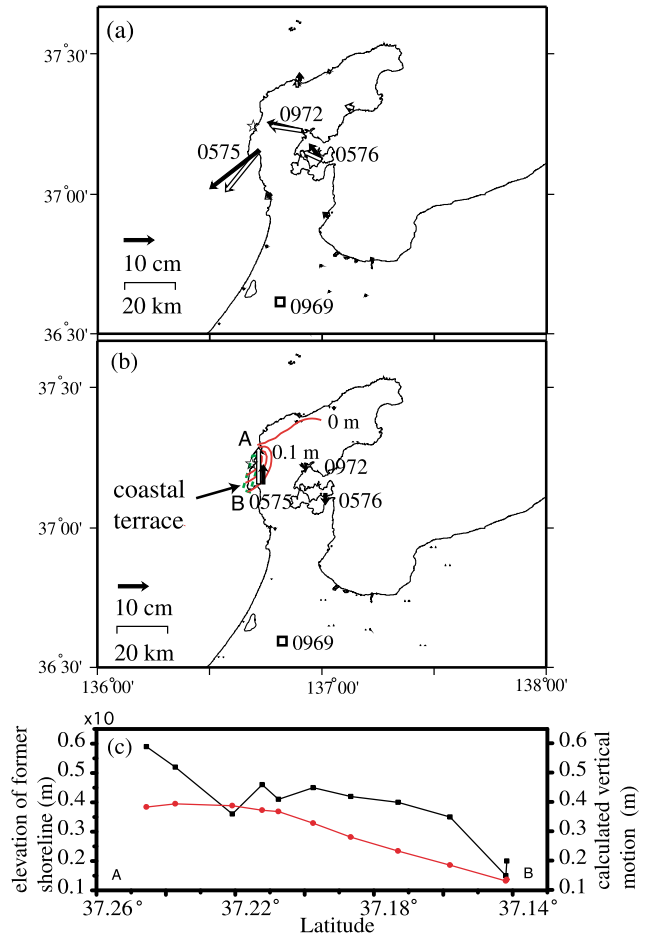 (a)
37°30'
0972
0575
0576
37°00'
10 cm
20 km
0969
36°30'
(b)
37°30'
0 m
A
0.1 m
0972
coastal
terrace
B
0575
0576
37°00'
10 cm
20 km
0969
36°30'
136°00'
137°00'
138°00'
x10
(c)
0.6
0.6
0.5
0.5
0.4
0.4
0.3
0.3
0.2
0.2
0.1
0.1
elevation of former
shoreline (m)
calculated vertical
motion (m)
A
B
37.26°
37.22°
37.18°
37.14°
Latitude